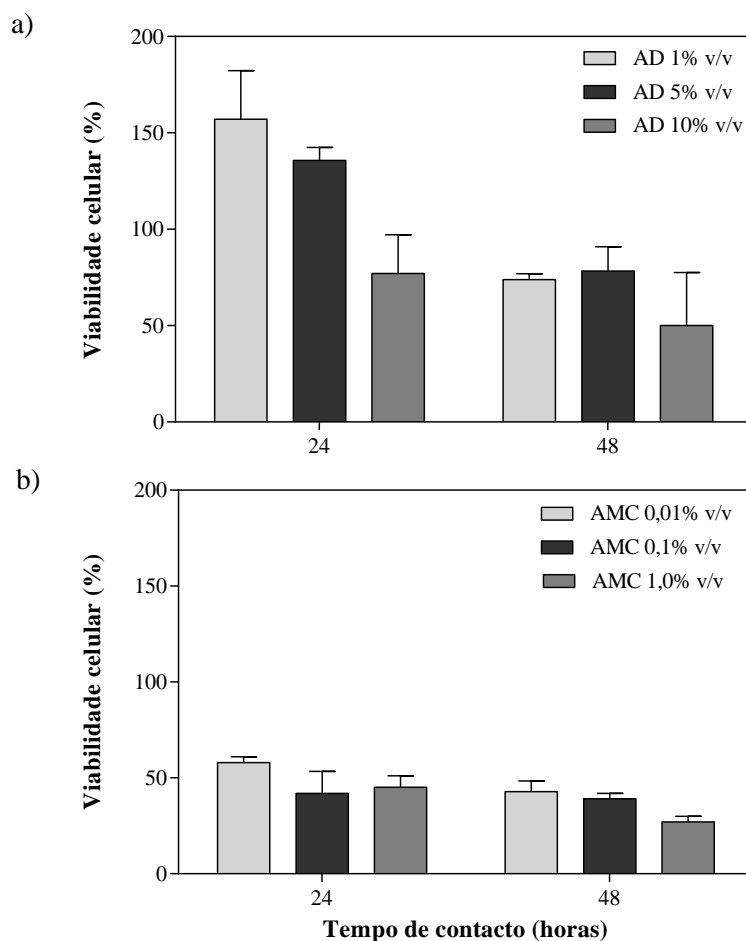 a)
200
150
100
50
0
Viabilidade celular (%)
AD 1% v/v
AD 5% v/v
AD 10% v/v
24
48
b)
200
150
100
50
0
Viabilidade celular (%)
AMC 0,01% v/v
AMC 0,1% v/v
AMC 1,0% v/v
24
48
Tempo de contacto (horas)